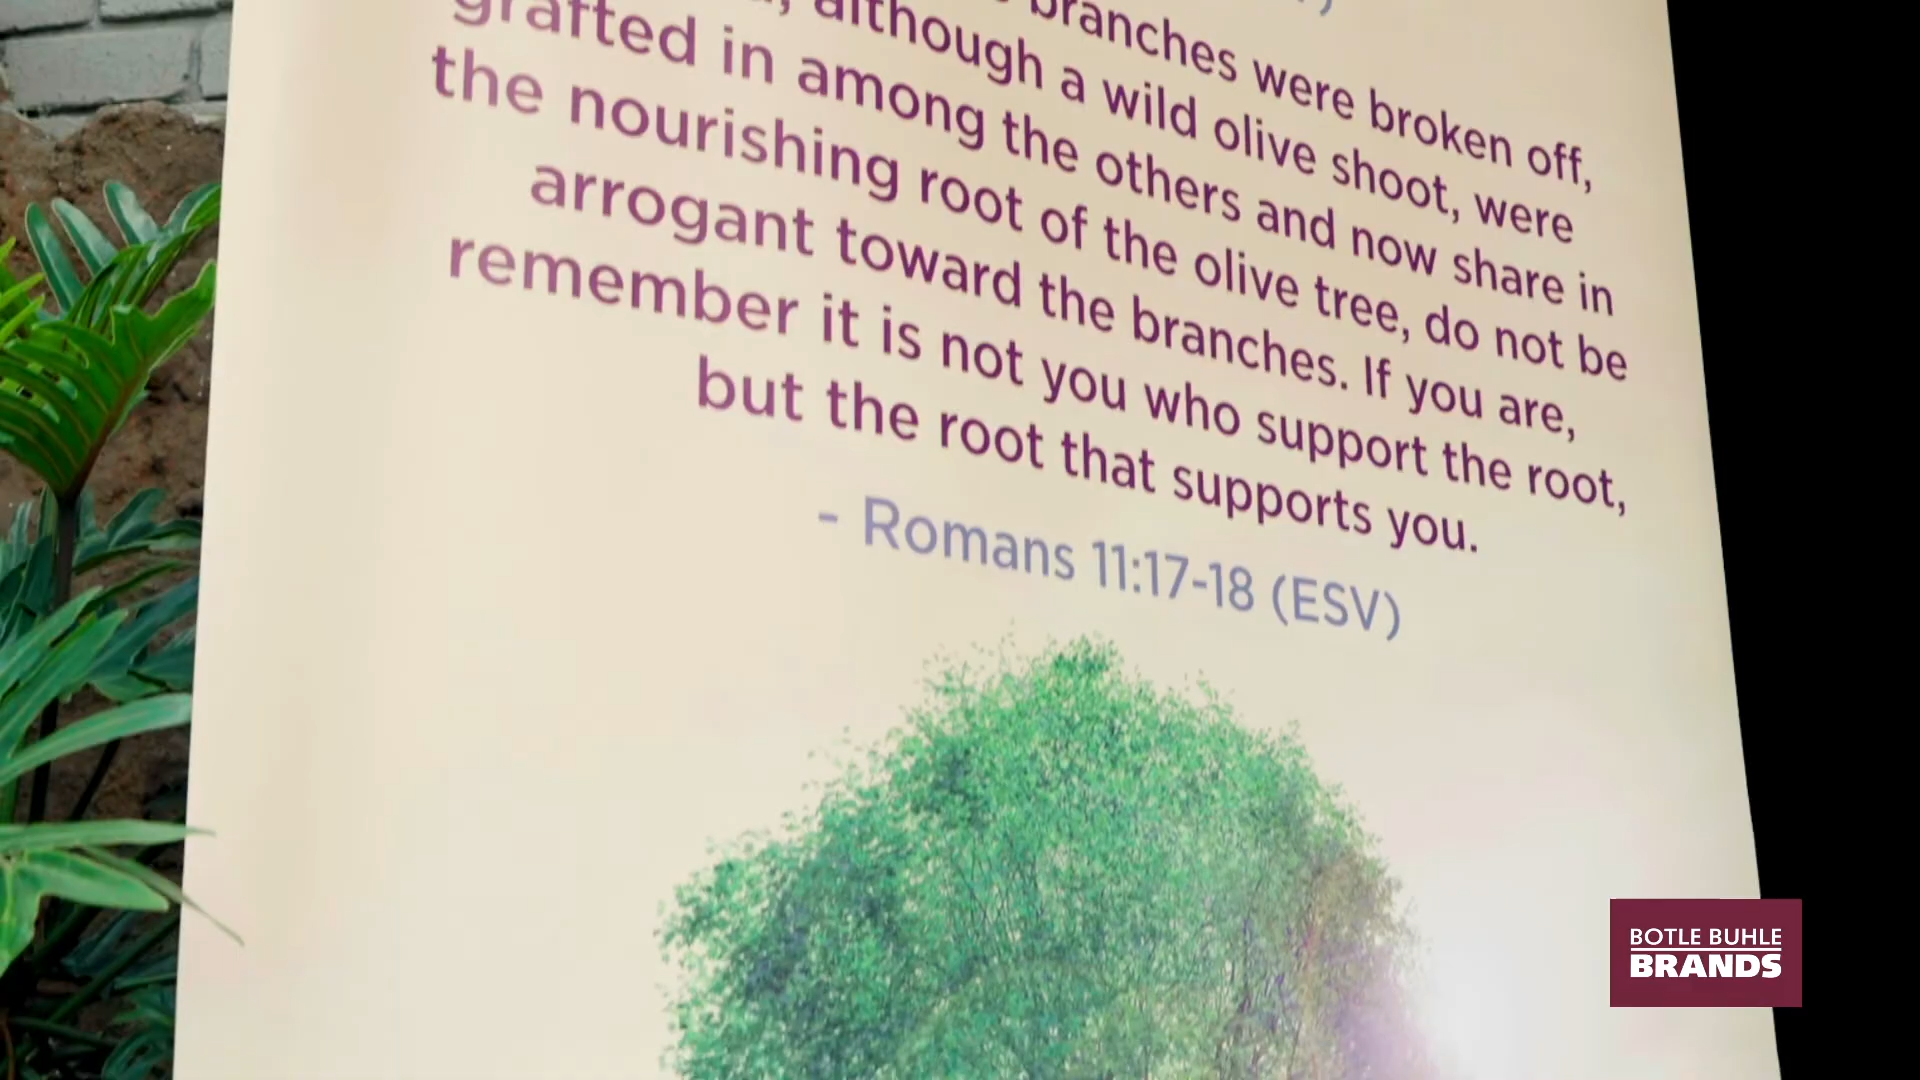 branches were broken off,
although a wild olive shoot, were
grafted in among the others and now share in
the nourishing root of the olive tree, do not be
arrogant toward the branches. If you are,
remember it is not you who support the root,
but the root that supports you.
- Romans 11:17-18 (ESV)
BOTLE BUHLE
BRANDS